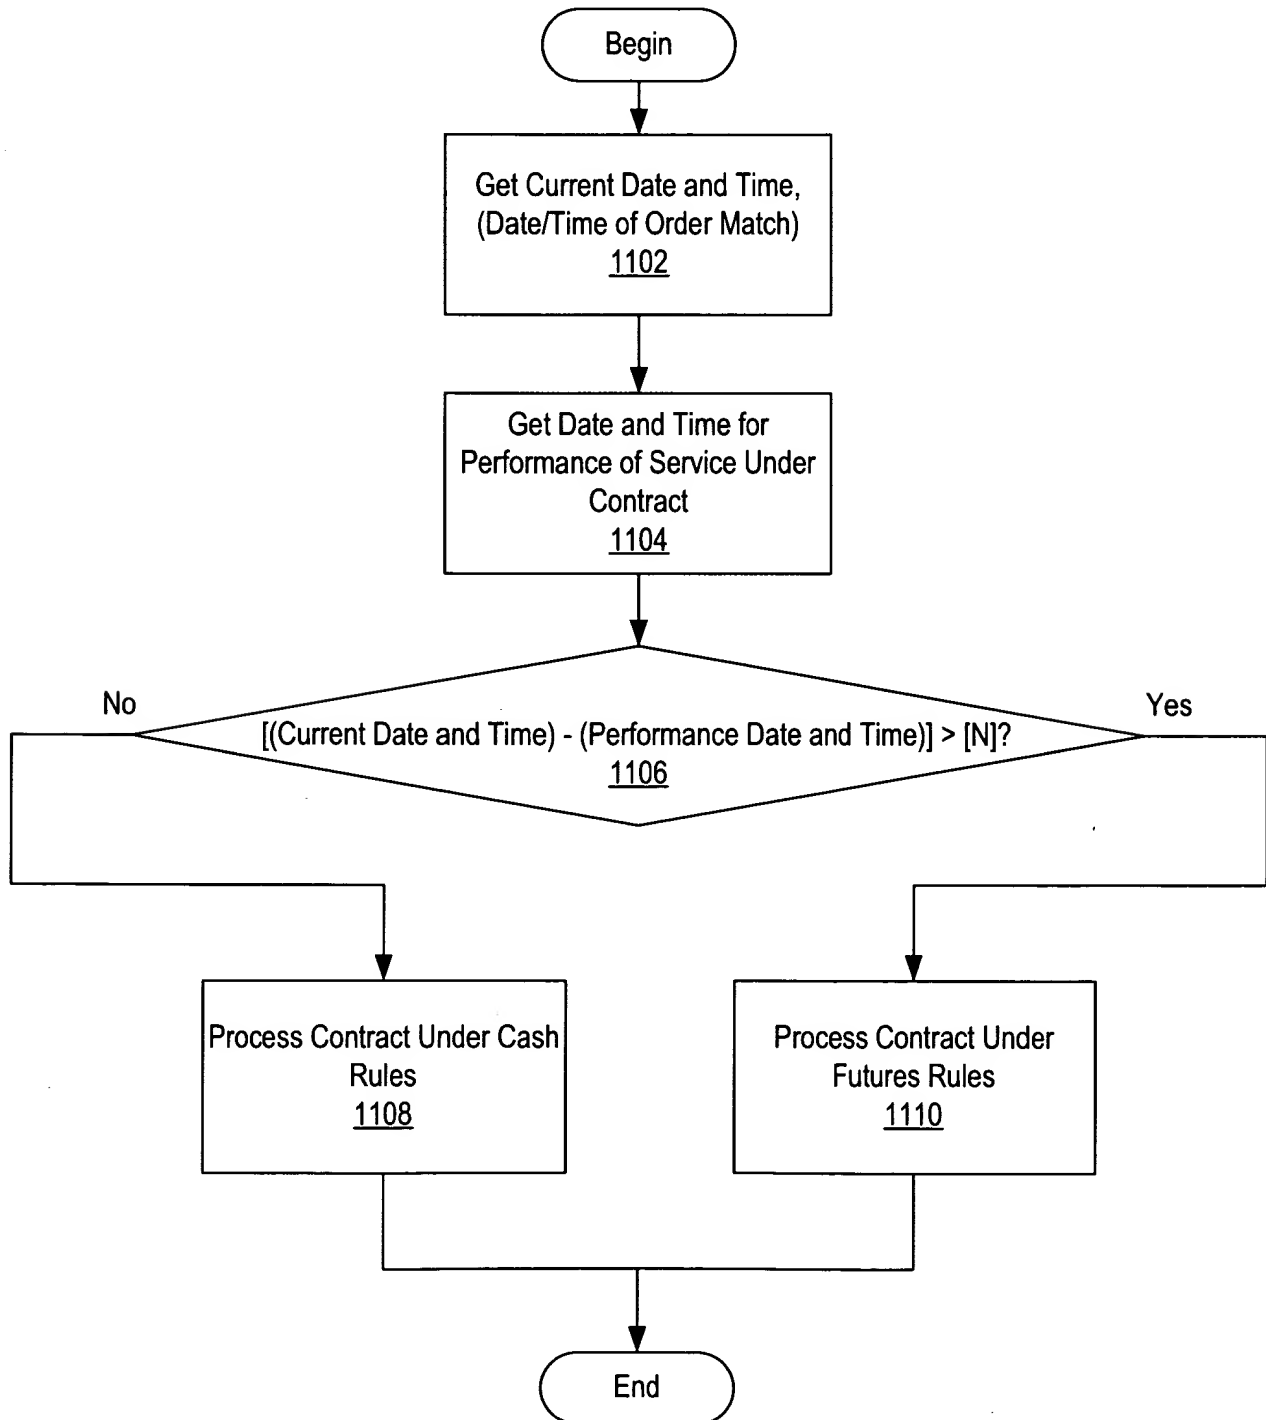 Begin
Get Current Date and Time,
(Date/Time of Order Match)
1102
Get Date and Time for
Performance of Service Under
Contract
1104
No
Yes
[(Current Date and Time) - (Performance Date and Time)] > [N]?
1106
Process Contract Under Cash
Rules
1108
Process Contract Under
Futures Rules
1110
End